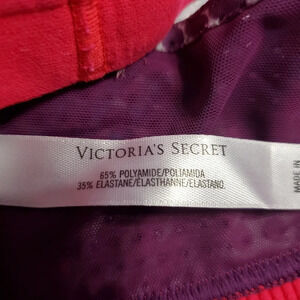 VICTORIA'S SECRET
65% POLYAMIDE/POLIAMIDA
35% ELASTANE/ELASTHANNE/ELASTANO.
MADE IN